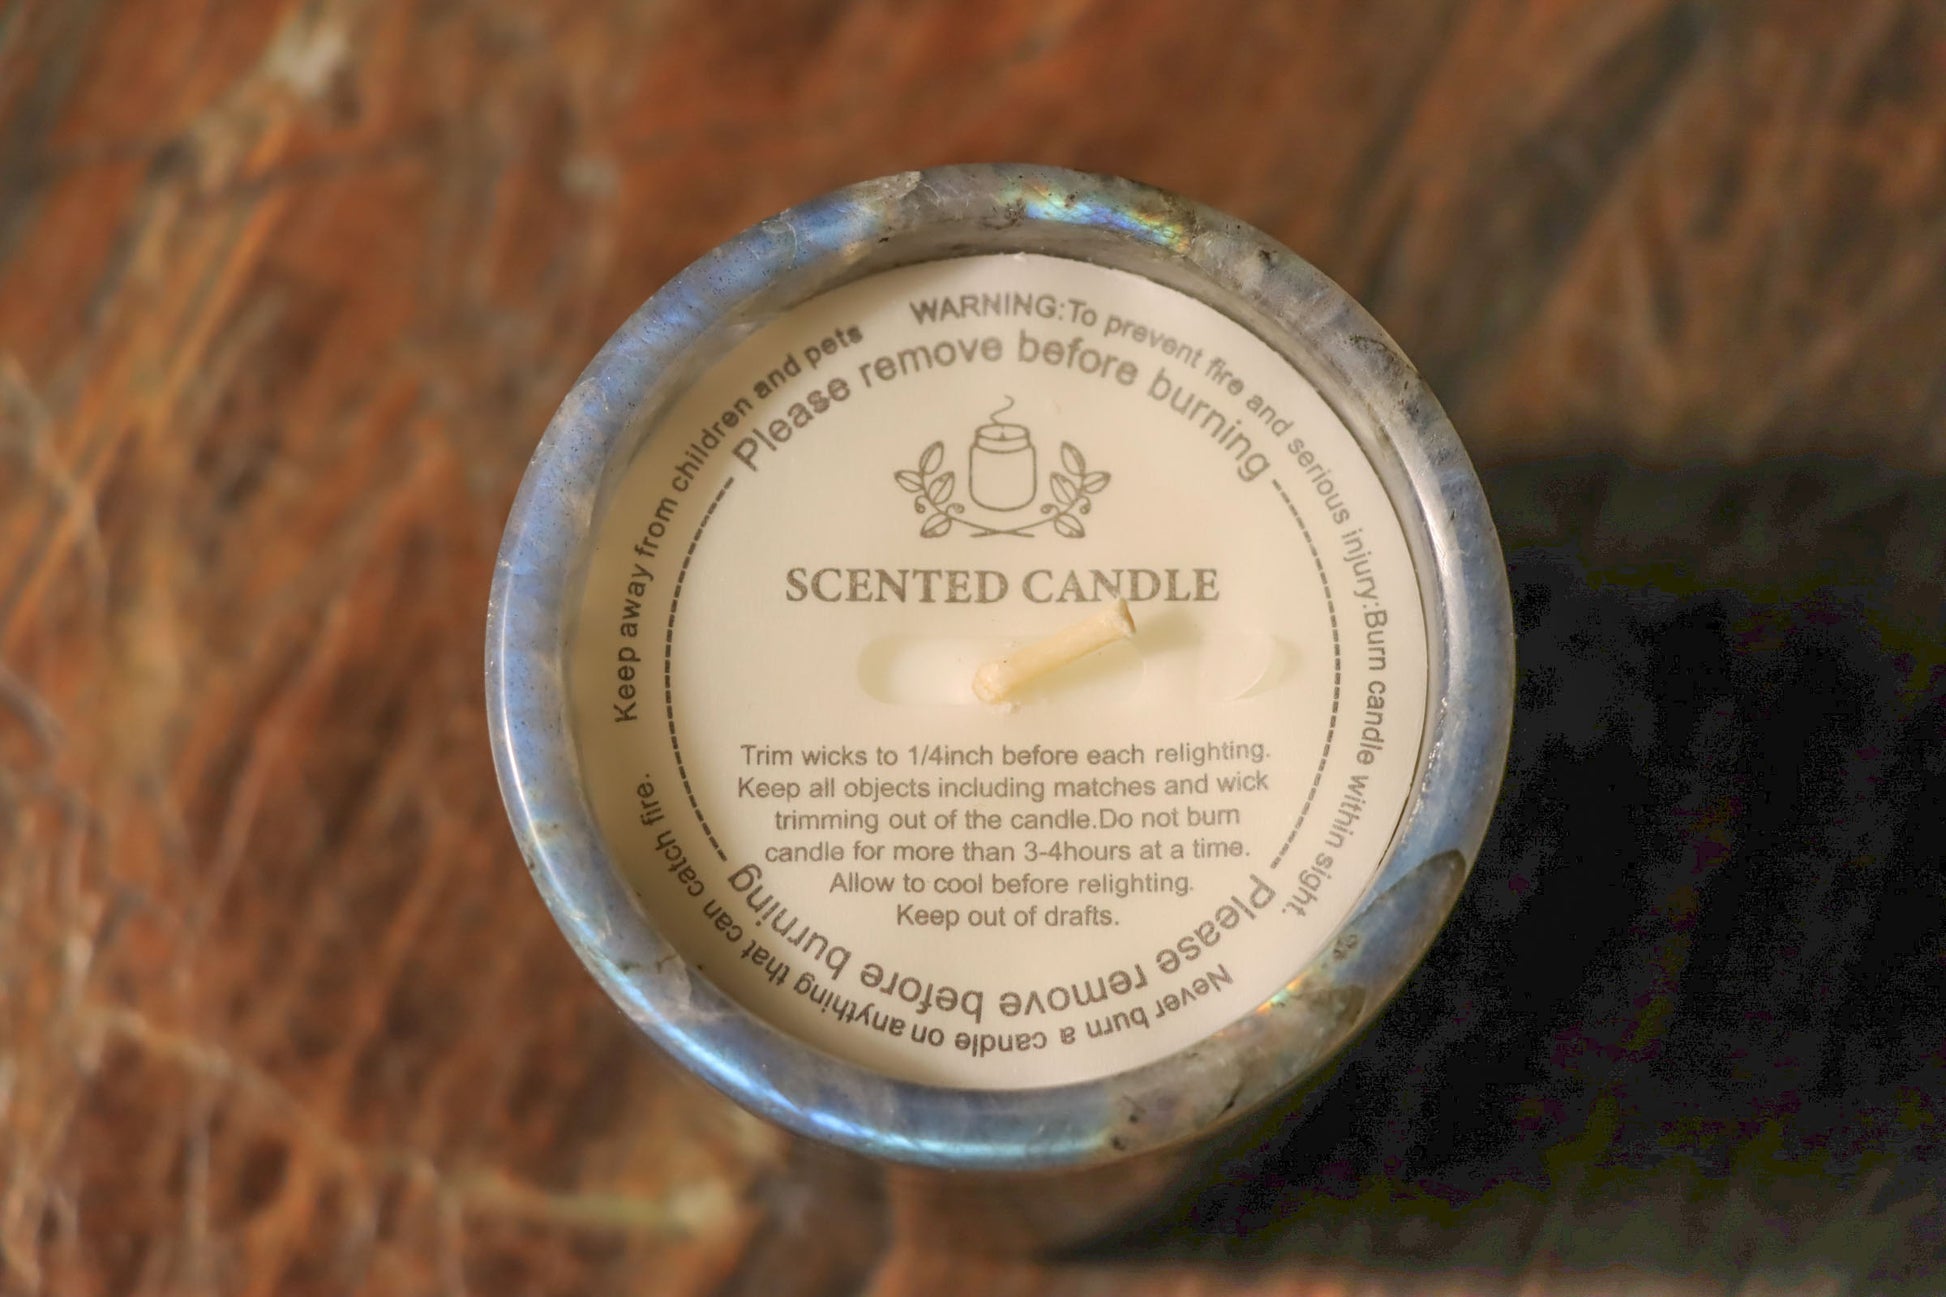 WARNING:To prevent fire and serious injury:Burn candle within sight.
Never burn a candle on anything that can catch fire.
Keep away from children and pets
Please remove before burning
SCENTED CANDLE
Trim wicks to 1/4inch before each relighting.
Keep all objects including matches and wick
trimming out of the candle.Do not burn
candle for more than 3-4hours at a time.
Allow to cool before relighting.
Keep out of drafts.
Please remove before burning